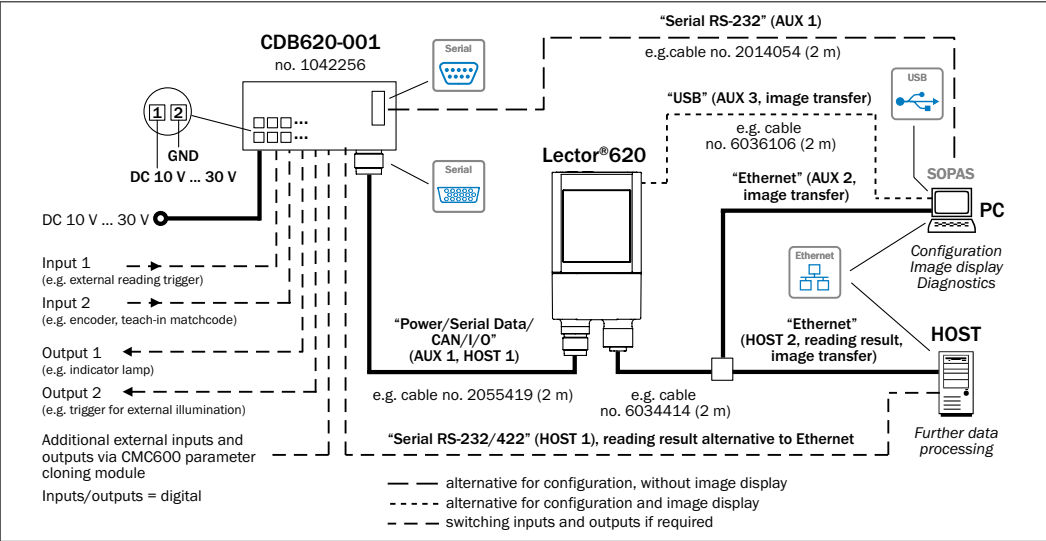 "Serial RS-232" (AUX 1)
CDB620-001
no. 1042256
Serial
e.g.cable no. 2014054 (2 m)
USB
"USB" (AUX 3, image transfer)
1 2
e.g. cable
no. 6036106 (2 m)
GND
DC 10 V ... 30 V
Serial
Lector®620
"Ethernet" (AUX 2,
image transfer)
SOPAS
PC
DC 10 V ... 30 V
Configuration
Image display
Diagnostics
Ethernet
Input 1
(e.g. external reading trigger)
Input 2
(e.g. encoder, teach-in matchcode)
"Power/Serial Data/
CAN/I/O"
(AUX 1, HOST 1)
"Ethernet"
(HOST 2, reading result,
image transfer)
HOST
Output 1
(e.g. indicator lamp)
Output 2
(e.g. trigger for external illumination)
e.g. cable no. 2055419 (2 m)
e.g. cable
no. 6034414 (2 m)
Further data
processing
Additional external inputs and
outputs via CMC600 parameter
cloning module
"Serial RS-232/422" (HOST 1), reading result alternative to Ethernet
Inputs/outputs = digital
alternative for configuration, without image display
alternative for configuration and image display
switching inputs and outputs if required